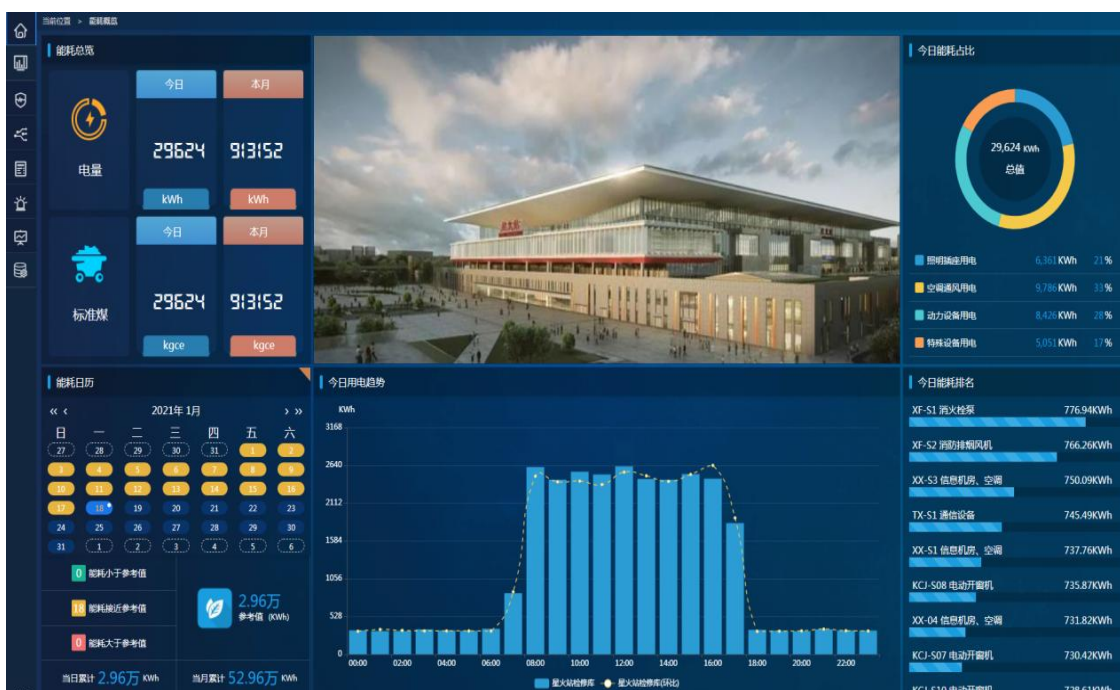 当前位置 > 能耗概览
能耗总览
今日
本月
电量
29624
913152
kWh
kWh
今日
本月
标准煤
29624
913152
kgce
kgce
今日能耗占比
29,624 KWh
总值
照明插座用电 6,361 KWh 21%
空调通风用电 9,786 KWh 33%
动力设备用电 8,426 KWh 28%
特殊设备用电 5,051 KWh 17%
能耗日历
« ‹ 2021年 1月 › »
日 一 二 三 四 五 六
27 28 29 30 31 1 2
3 4 5 6 7 8 9
10 11 12 13 14 15 16
17 18 19 20 21 22 23
24 25 26 27 28 29 30
31 1 2 3 4 5 6
0 能耗小于参考值
18 能耗接近参考值
0 能耗大于参考值
2.96万
参考值 (KWh)
当日累计 2.96万 KWh
当月累计 52.96万 KWh
今日用电趋势
KWh
3168
2640
2112
1584
1056
528
0
00:00 02:00 04:00 06:00 08:00 10:00 12:00 14:00 16:00 18:00 20:00 22:00
星火站检修库 星火站检修库(环比)
今日能耗排名
XF-S1 消火栓泵 776.94KWh
XF-S2 消防排烟风机 766.26KWh
XX-S3 信息机房、空调 750.09KWh
TX-S1 通信设备 745.49KWh
XX-S1 信息机房、空调 737.76KWh
KCJ-S08 电动开窗机 735.87KWh
XX-04 信息机房、空调 731.82KWh
KCJ-S07 电动开窗机 730.42KWh
KCJ-S10 电动开窗机 728.61KWh